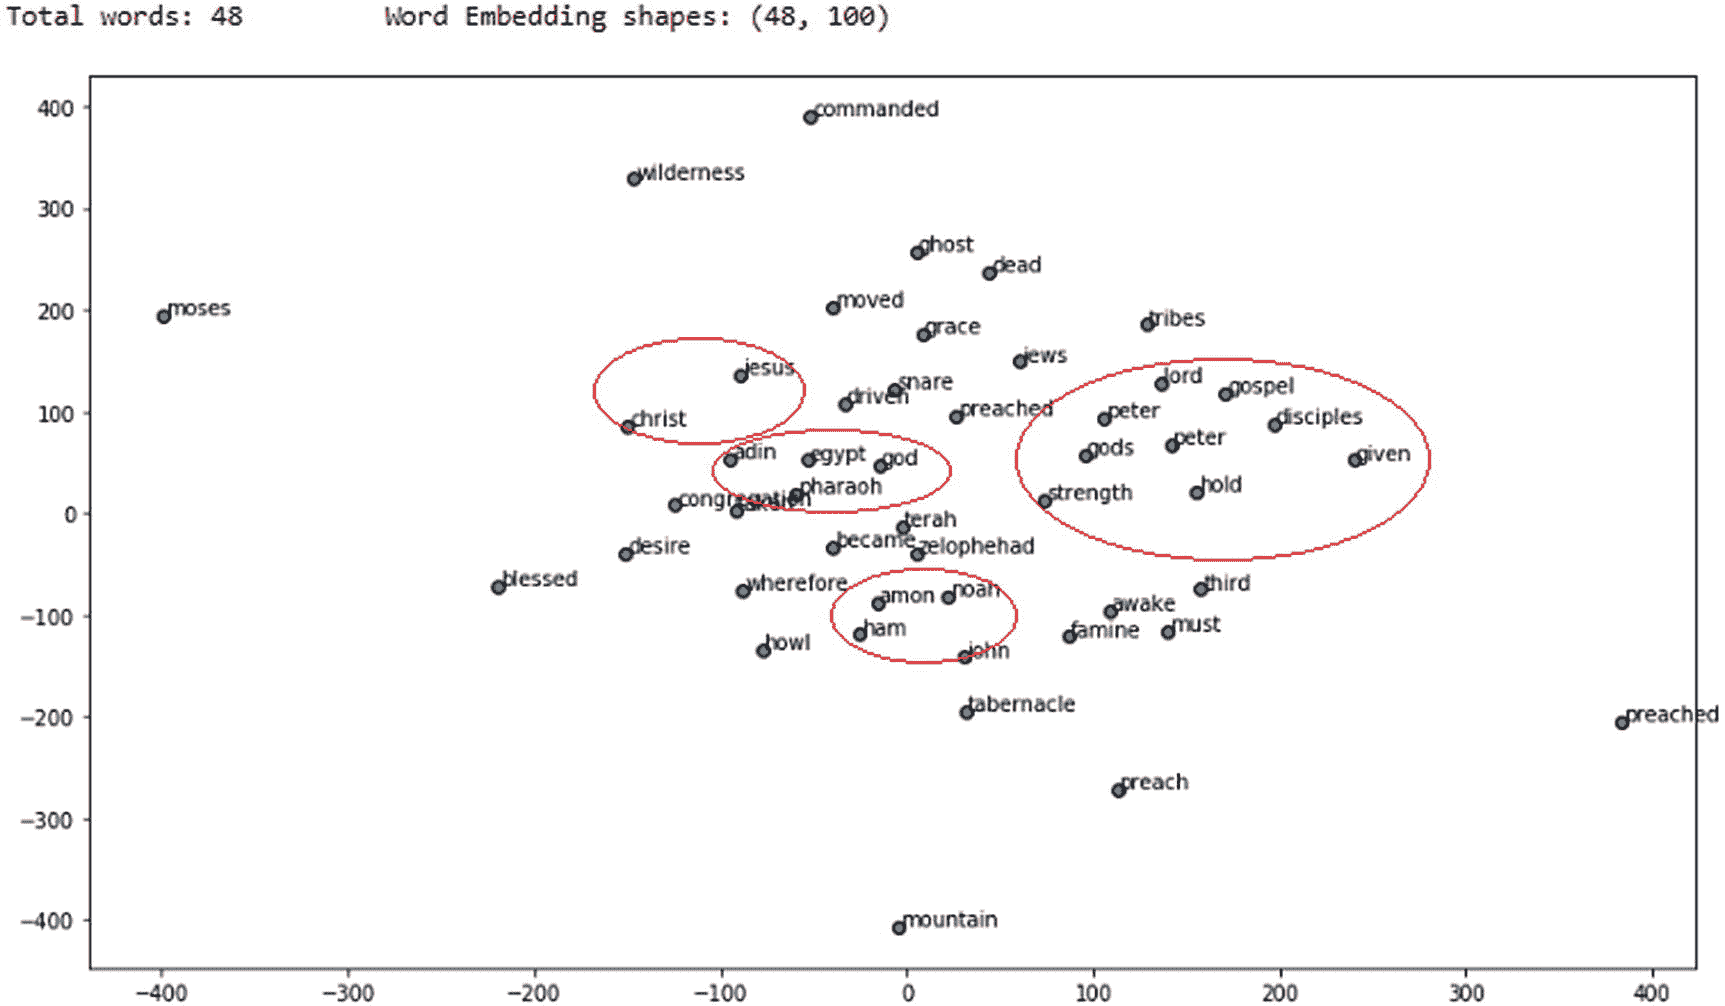 Total words: 48 Word Embedding shapes: (48, 100)
400
commanded
wilderness
300
ghost
dead
moses
200
moved
tribes
grace
jews
jesus
lord
snare
gospel
driven
100
preached
peter
disciples
christ
peter
gods
adin
egypt
god
given
pharaoh
hold
strength
congregation
0
terah
became
zelophehad
desire
blessed
wherefore
third
noah
amon
awake
−100
ham
famine
must
howl
john
tabernacle
−200
preached
preach
−300
mountain
−400
−400 −300 −200 −100 0 100 200 300 400